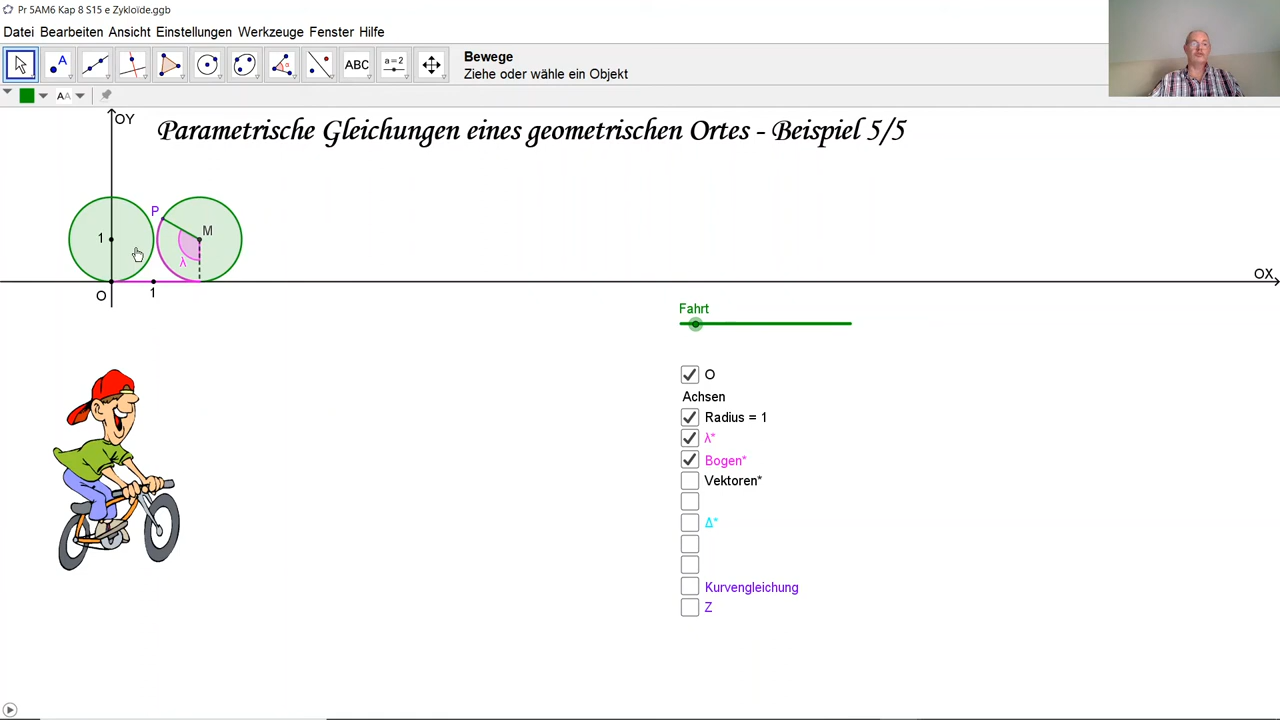 Pr 5AM6 Kap 8 S15 e Zykloïde.ggb
Datei Bearbeiten Ansicht Einstellungen Werkzeuge Fenster Hilfe
A ABC a=2 Bewege
Ziehe oder wähle ein Objekt
AA
OY
Parametrische Gleichungen eines geometrischen Ortes - Beispiel 5/5
P
M
1
λ
OX
O 1
Fahrt
O
Achsen
Radius = 1
λ*
Bogen*
Vektoren*
Δ*
Kurvengleichung
Z